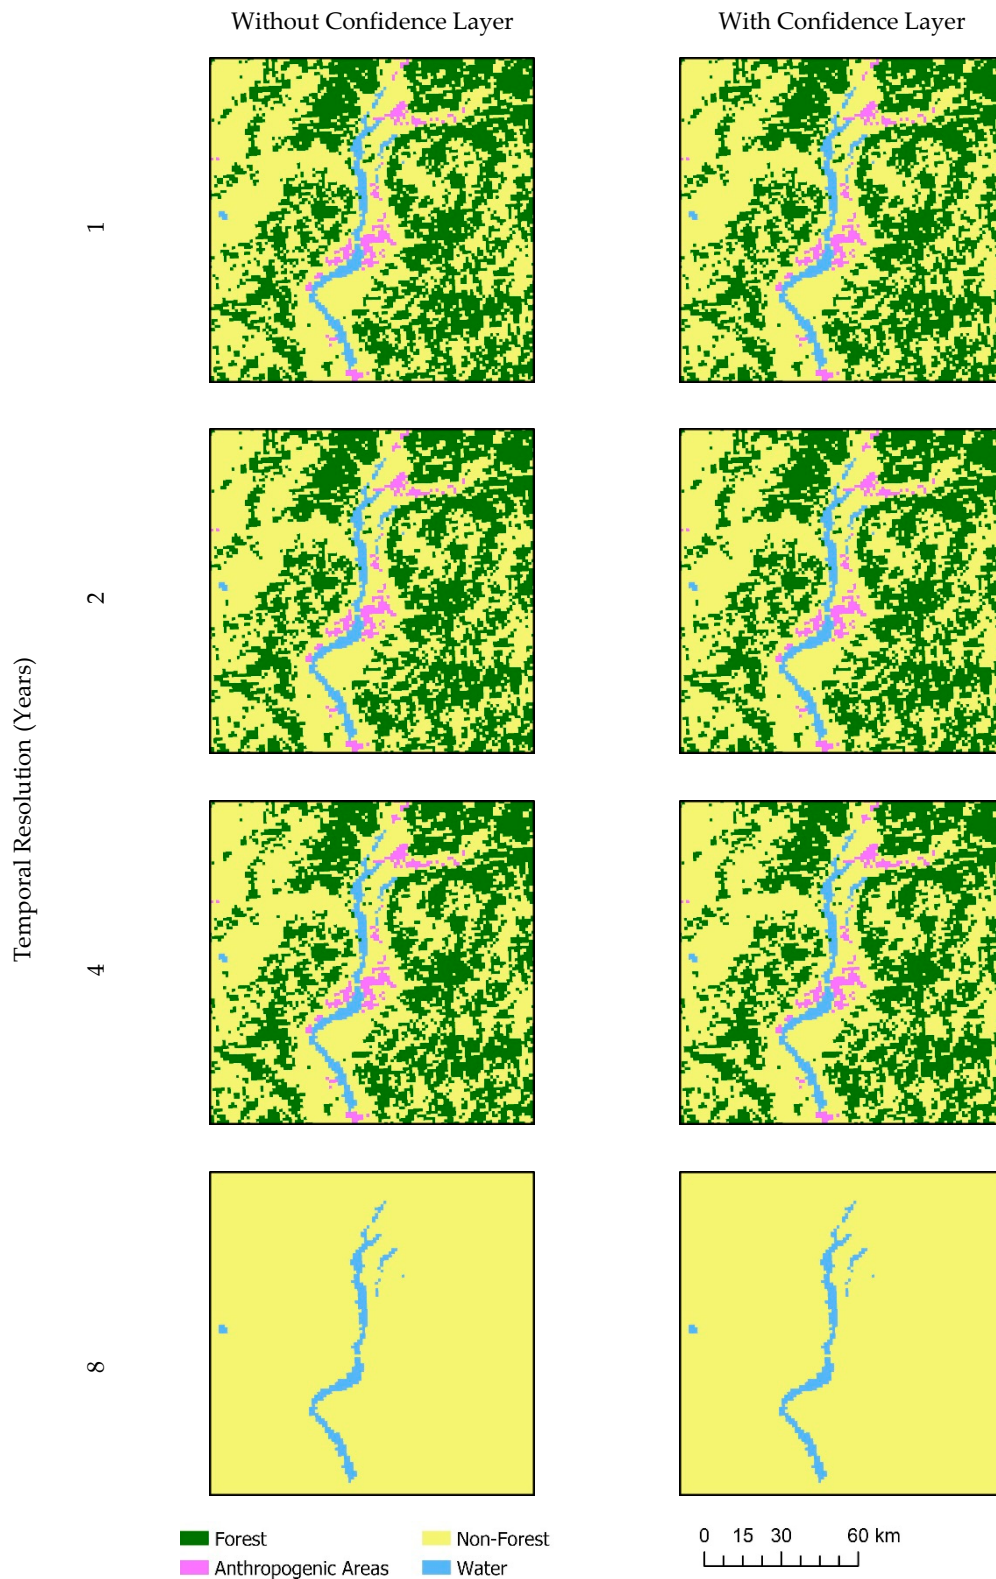 Without Confidence Layer
With Confidence Layer
Temporal Resolution (Years)
1
2
4
8
Forest
Non-Forest
Anthropogenic Areas
Water
0 15 30 60 km